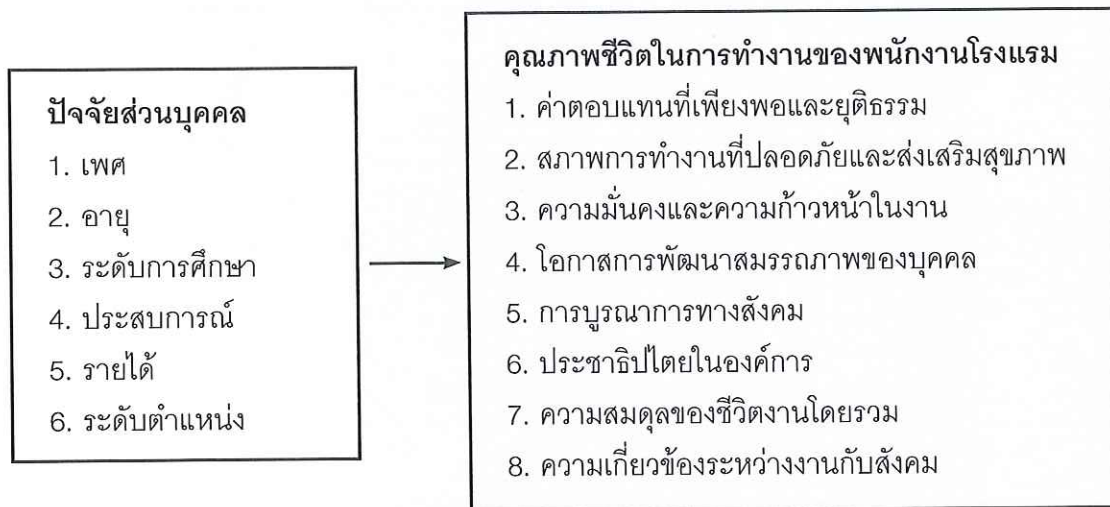 ปัจจัยส่วนบุคคล
1. เพศ
2. อายุ
3. ระดับการศึกษา
4. ประสบการณ์
5. รายได้
6. ระดับตำแหน่ง
คุณภาพชีวิตในการทำงานของพนักงานโรงแรม
1. ค่าตอบแทนที่เพียงพอและยุติธรรม
2. สภาพการทำงานที่ปลอดภัยและส่งเสริมสุขภาพ
3. ความมั่นคงและความก้าวหน้าในงาน
4. โอกาสการพัฒนาสมรรถภาพของบุคคล
5. การบูรณาการทางสังคม
6. ประชาธิปไตยในองค์การ
7. ความสมดุลของชีวิตงานโดยรวม
8. ความเกี่ยวข้องระหว่างงานกับสังคม